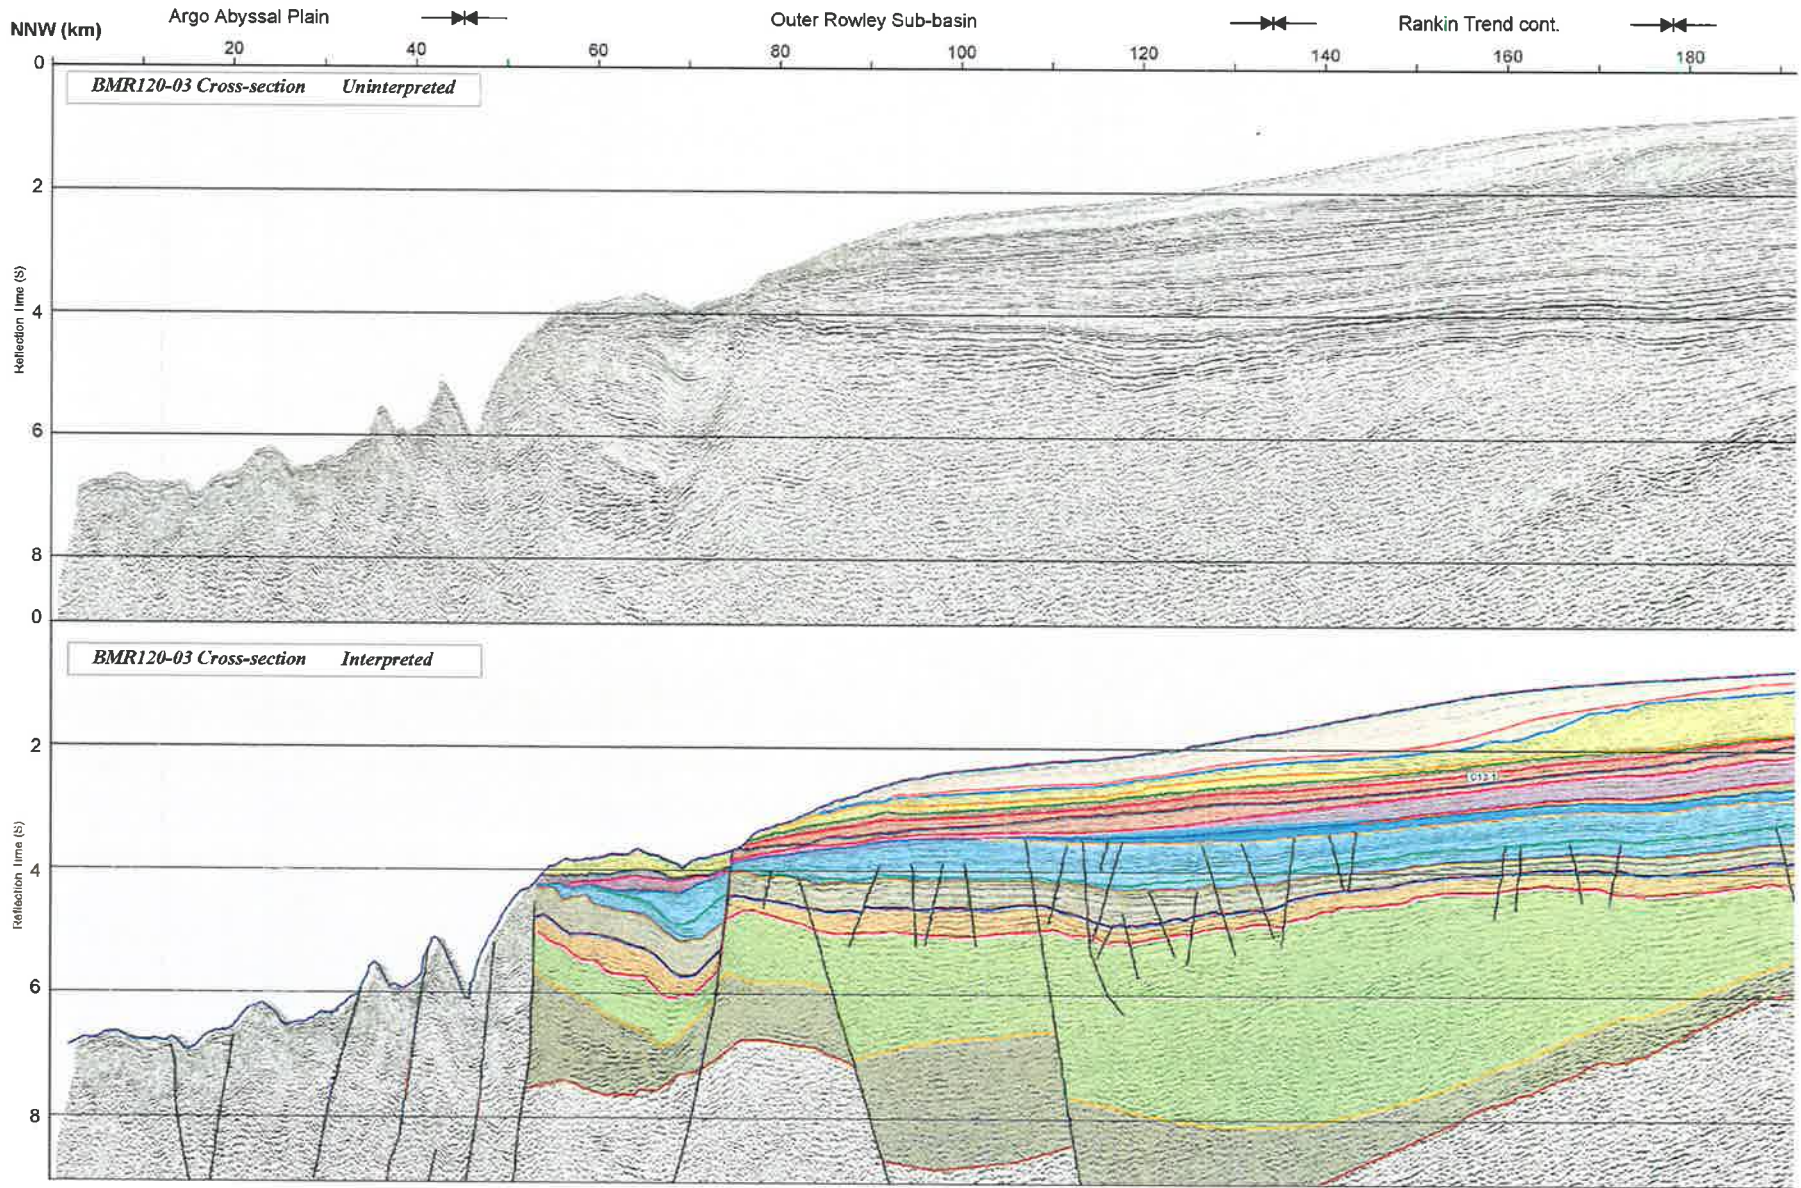 Argo Abyssal Plain Outer Rowley Sub-basin Rankin Trend cont.
NNW (km)
20 40 60 80 100 120 140 160 180
0
BMR120-03 Cross-section Uninterpreted
2
4
6
8
Reflection Time (S)
0
BMR120-03 Cross-section Interpreted
2
4
6
8
Reflection Time (S)